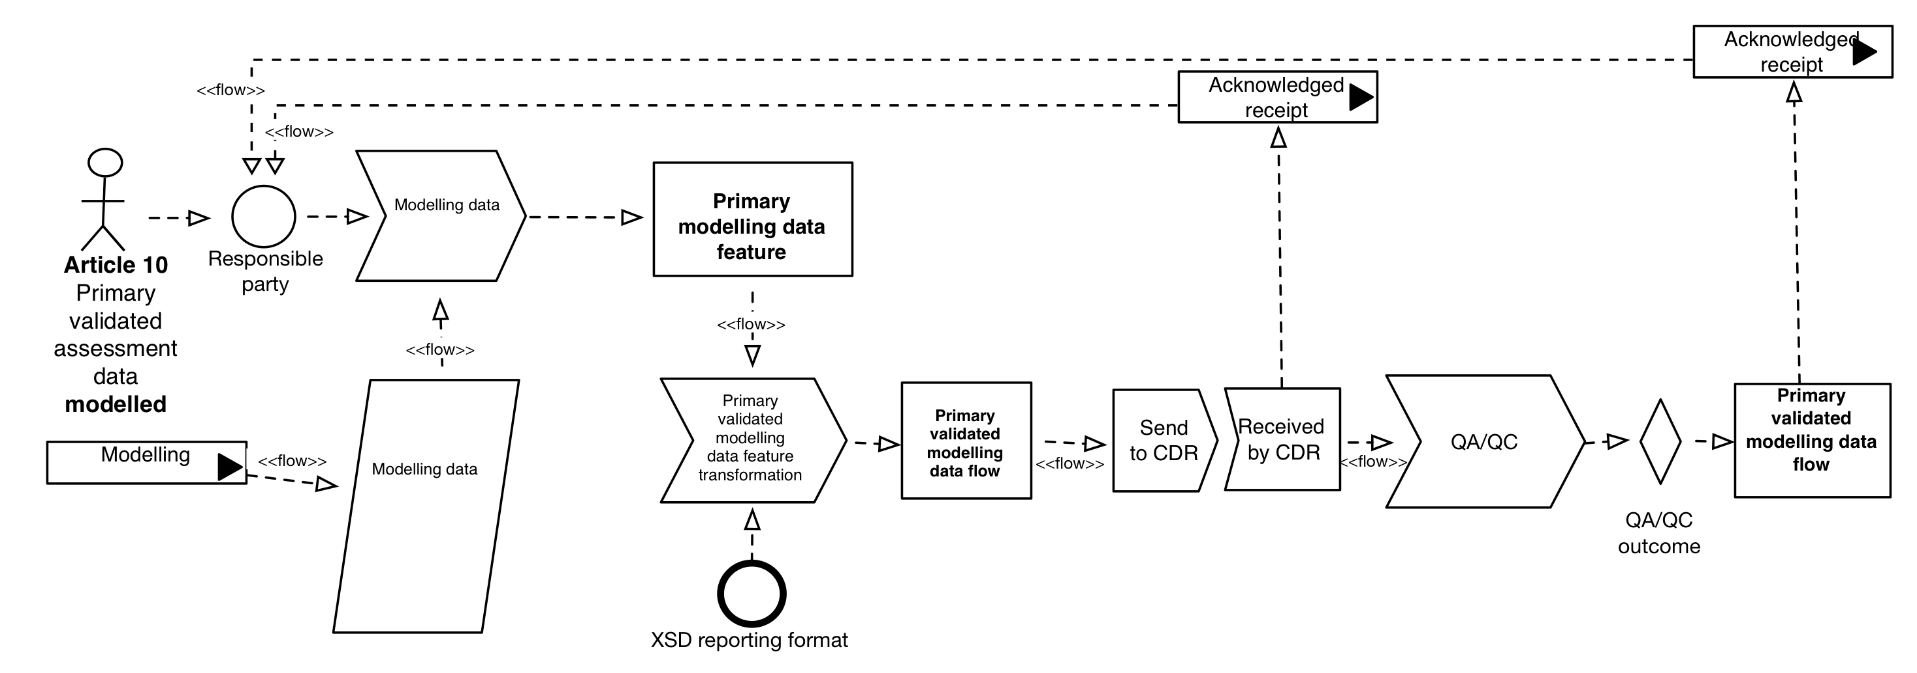 Acknowledged
receipt
<<flow>>
Acknowledged
receipt
<<flow>>
Article 10
Primary
validated
assessment
data
modelled
Responsible
party
Modelling data
Primary
modelling data
feature
<<flow>>
<<flow>>
Modelling
<<flow>>
Modelling data
Primary
validated
modelling
data feature
transformation
XSD reporting format
Primary
validated
modelling
data flow
<<flow>>
Send
to CDR
Received
by CDR
<<flow>>
QA/QC
QA/QC
outcome
Primary
validated
modelling data
flow